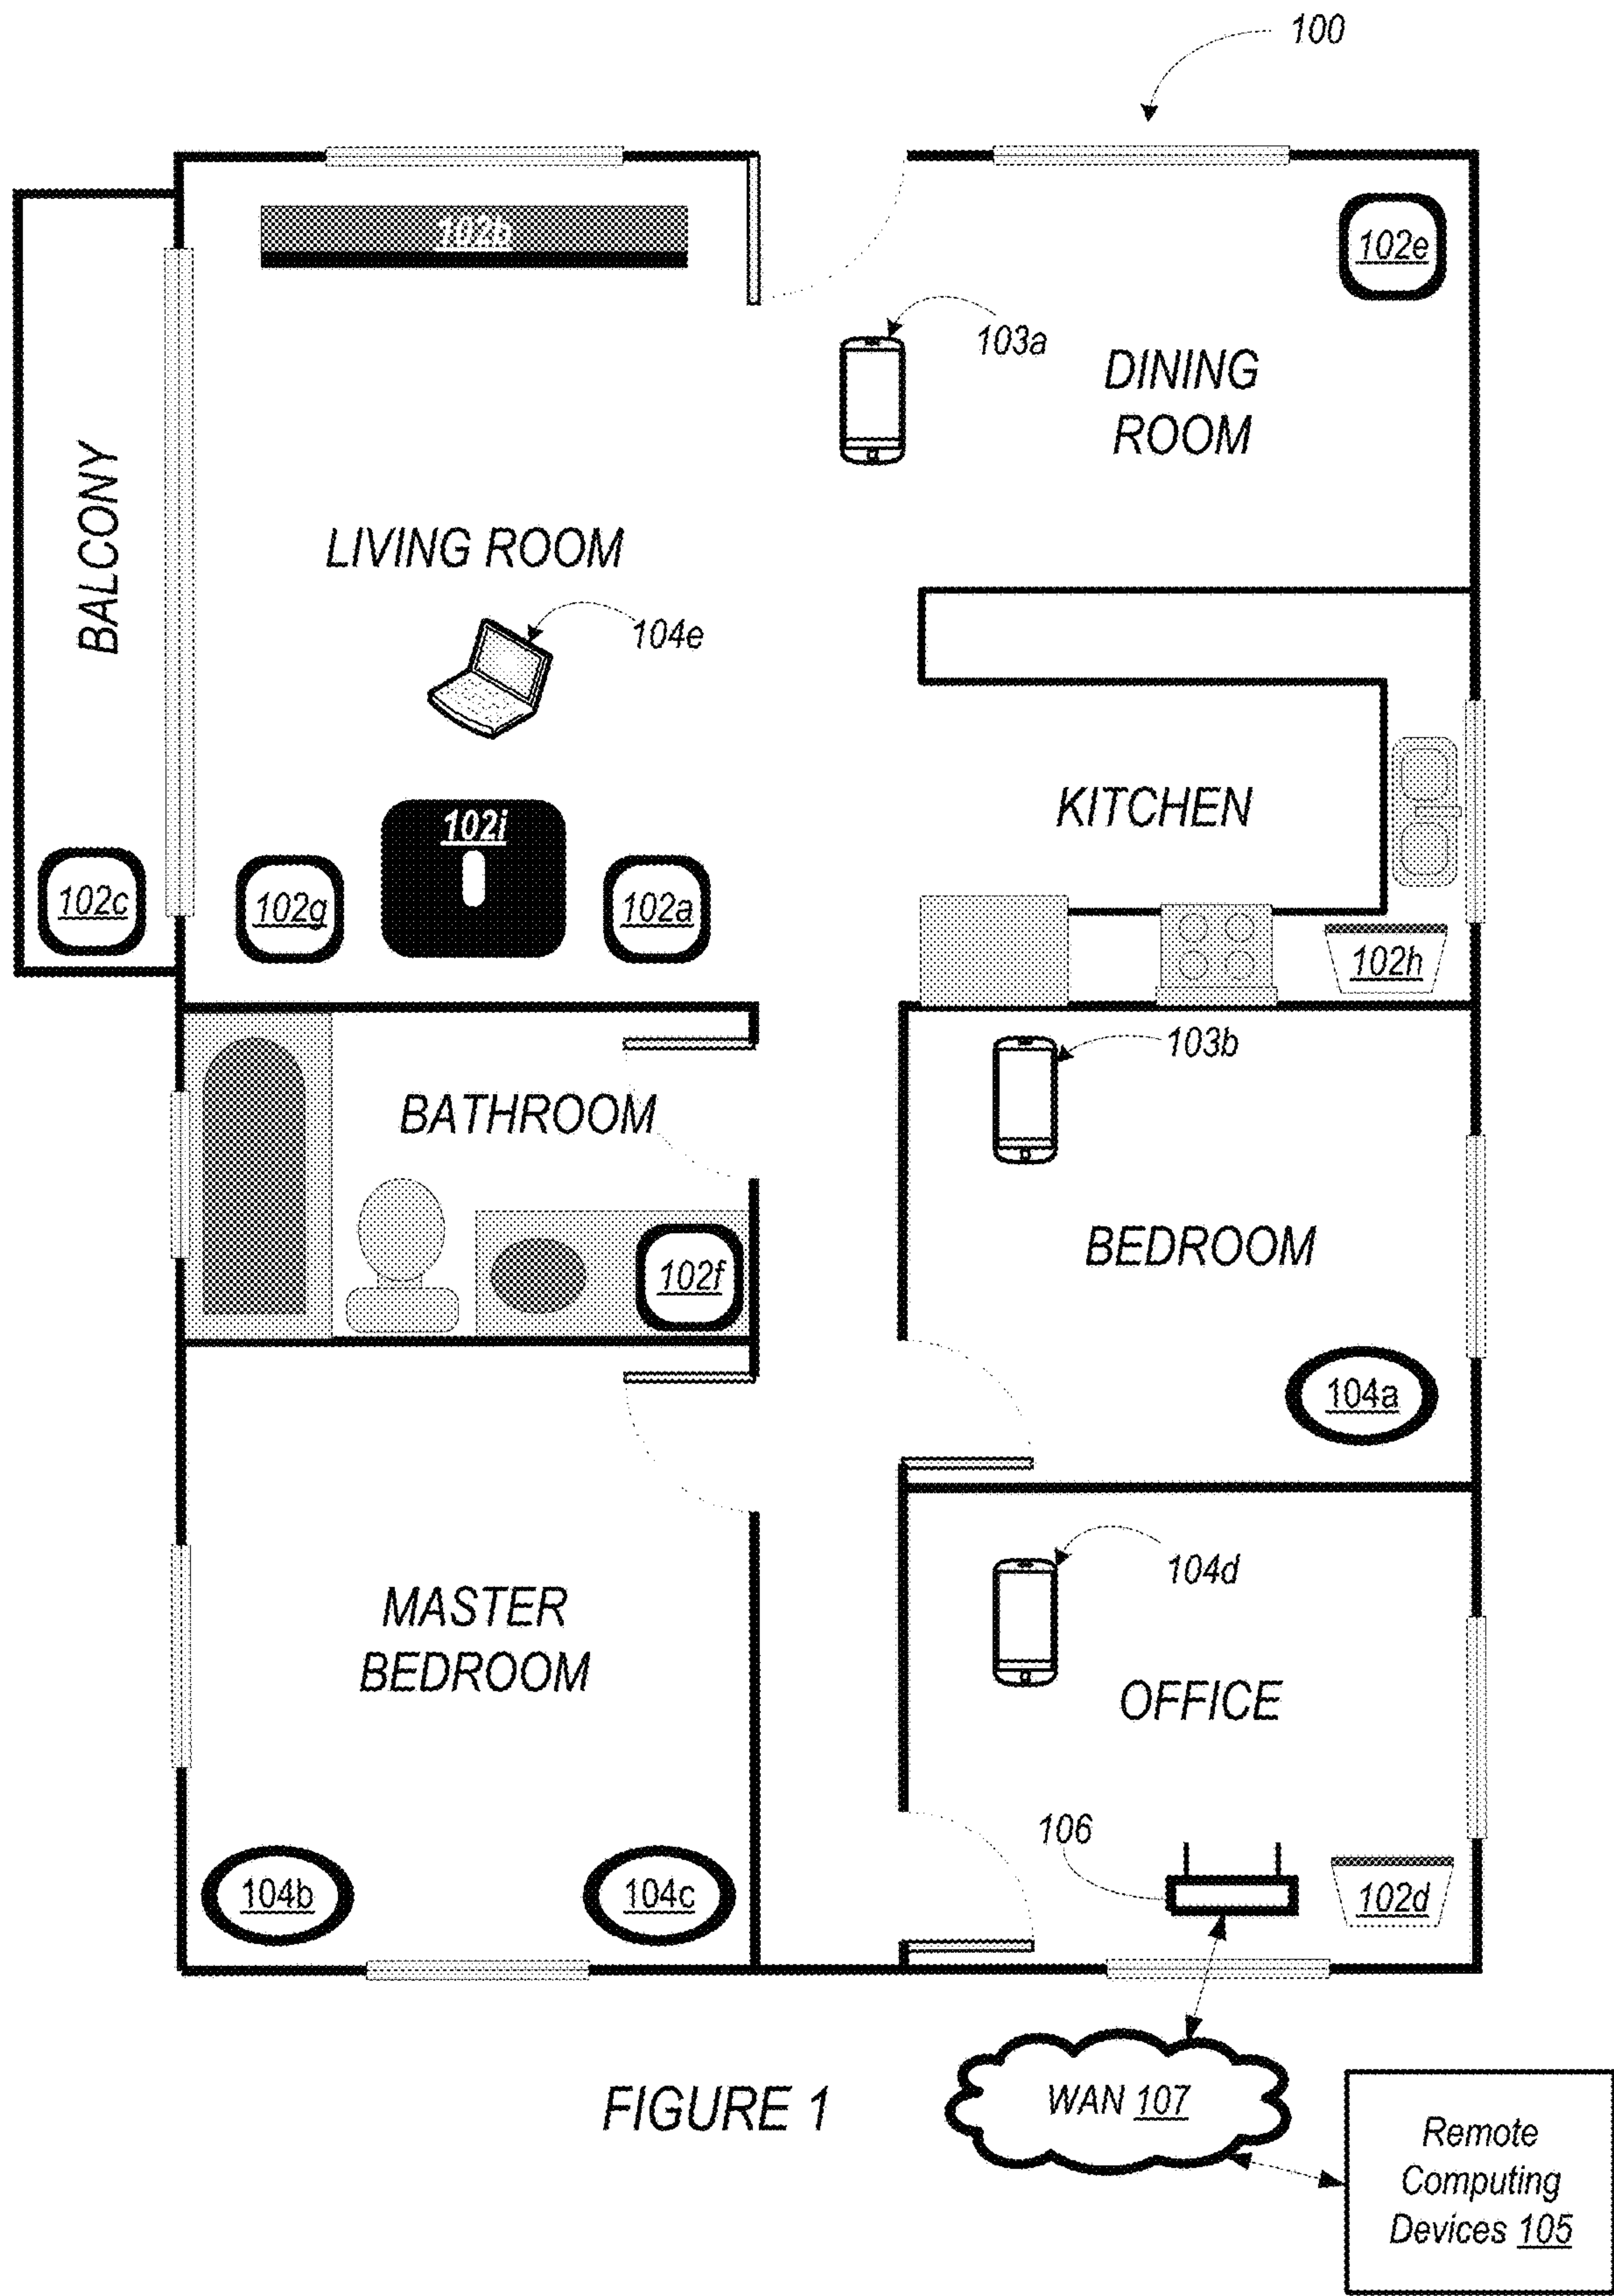 100
102b
102e
103a
DINING
ROOM
BALCONY
LIVING ROOM
104e
KITCHEN
102i
102c
102g
102a
102h
103b
BATHROOM
BEDROOM
102f
104a
104d
MASTER
BEDROOM
OFFICE
106
104b
104c
102d
FIGURE 1
WAN 107
Remote
Computing
Devices 105